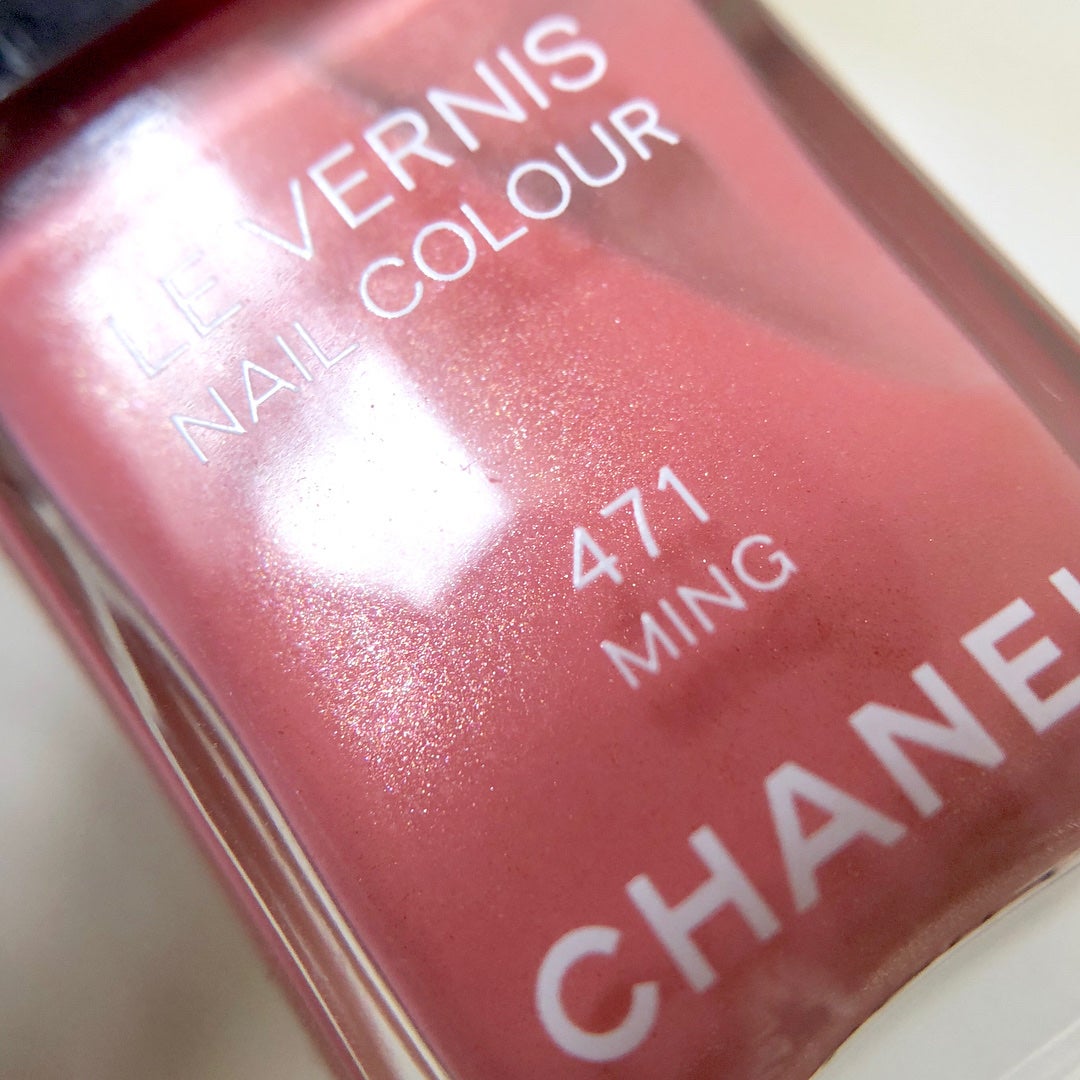 LE VERNIS
NAIL COLOUR
471
MING
CHANEL